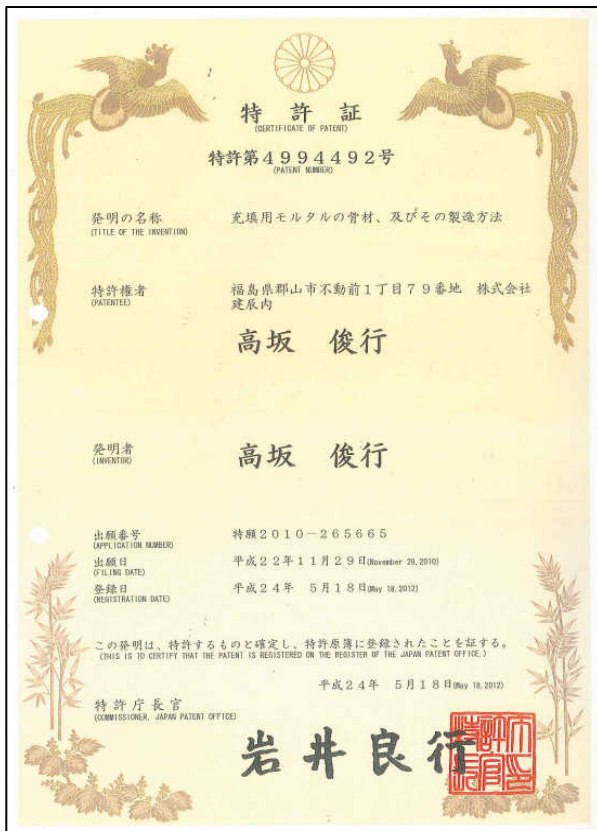 特許証
(CERTIFICATE OF PATENT)
特許第4994492号
(PATENT NUMBER)
発明の名称 充填用モルタルの骨材、及びその製造方法
(TITLE OF THE INVENTION)
特許権者 福島県郡山市不動前1丁目79番地 株式会社
(PATENTEE) 建辰内
高坂 俊行
発明者 高坂 俊行
(INVENTOR)
出願番号 特願2010-265665
(APPLICATION NUMBER)
出願日 平成22年11月29日(November 29,2010)
(FILING DATE)
登録日 平成24年 5月18日(May 18,2012)
(REGISTRATION DATE)
この発明は、特許するものと確定し、特許原簿に登録されたことを証する。
(THIS IS TO CERTIFY THAT THE PATENT IS REGISTERED ON THE REGISTER OF THE JAPAN PATENT OFFICE.)
平成24年 5月18日(May 18,2012)
特許庁長官
(COMMISSIONER, JAPAN PATENT OFFICE)
岩井良行